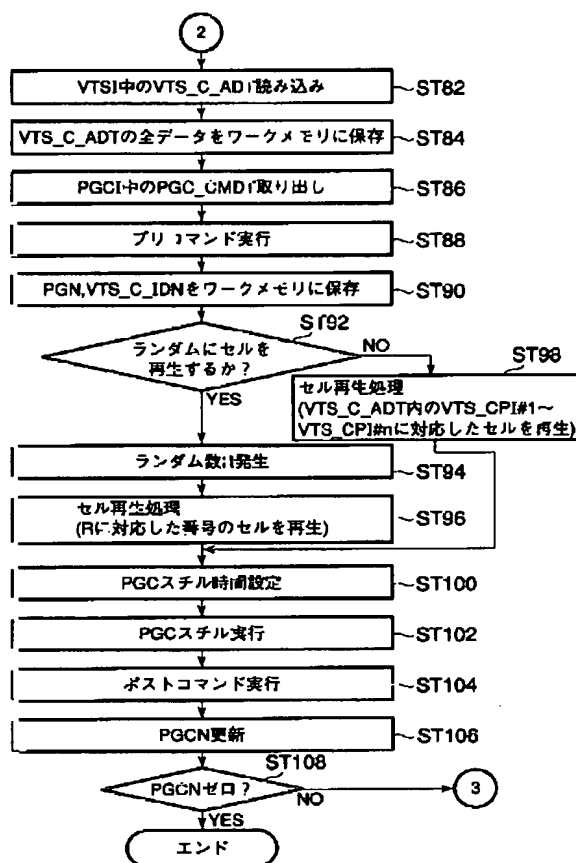 2
VTSI中のVTS_C_ADT読み込み
ST82
VTS_C_ADTの全データをワークメモリに保存
ST84
PGCI中のPGC_CMDT取り出し
ST86
プリコマンド実行
ST88
PGN,VTS_C_IDNをワークメモリに保存
ST90
ST92
ランダムにセルを
再生するか？
NO
YES
ST98
セル再生処理
(VTS_C_ADT内のVTS_CPI#1～
VTS_CPI#nに対応したセルを再生)
ランダム数 発生
ST94
セル再生処理
(Rに対応した番号のセルを再生)
ST96
PGCスチル時間設定
ST100
PGCスチル実行
ST102
ポストコマンド実行
ST104
PGCN更新
ST106
ST108
PGCNゼロ？
NO
3
YES
エンド